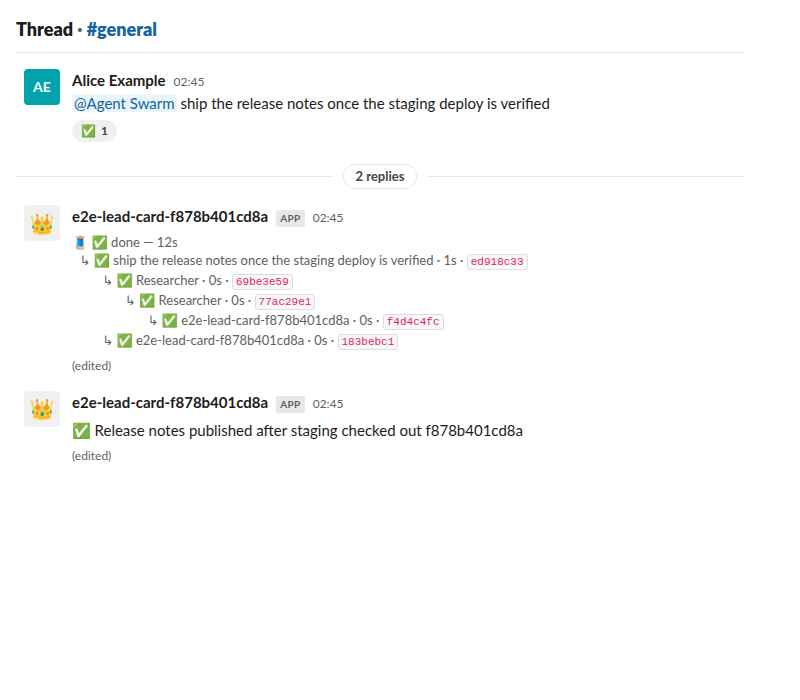 Thread • #general
AE
Alice Example 02:45
@Agent Swarm ship the release notes once the staging deploy is verified
✅ 1
2 replies
e2e-lead-card-f878b401cd8a APP 02:45
🧵 ✅ done — 12s
↳ ✅ ship the release notes once the staging deploy is verified · 1s · ed918c33
↳ ✅ Researcher · 0s · 69be3e59
↳ ✅ Researcher · 0s · 77ac29e1
↳ ✅ e2e-lead-card-f878b401cd8a · 0s · f4d4c4fc
↳ ✅ e2e-lead-card-f878b401cd8a · 0s · 183bebc1
(edited)
e2e-lead-card-f878b401cd8a APP 02:45
✅ Release notes published after staging checked out f878b401cd8a
(edited)